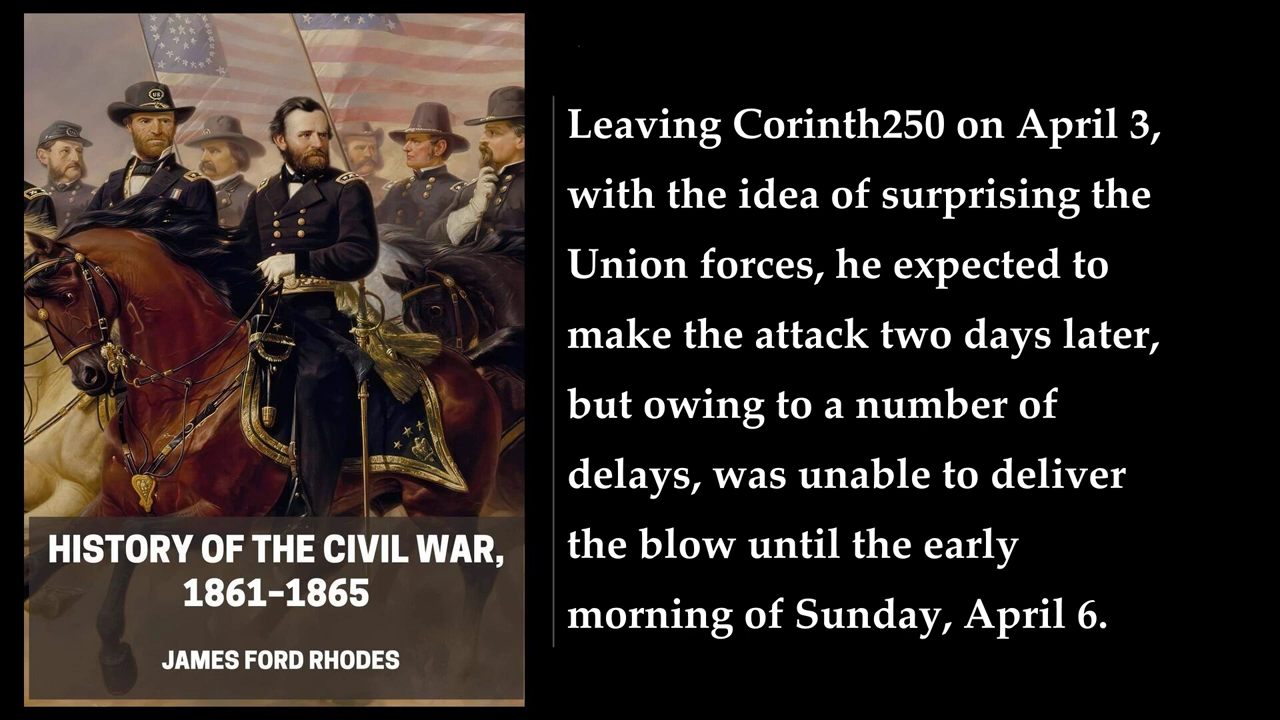 HISTORY OF THE CIVIL WAR,
1861–1865
JAMES FORD RHODES
Leaving Corinth250 on April 3,
with the idea of surprising the
Union forces, he expected to
make the attack two days later,
but owing to a number of
delays, was unable to deliver
the blow until the early
morning of Sunday, April 6.